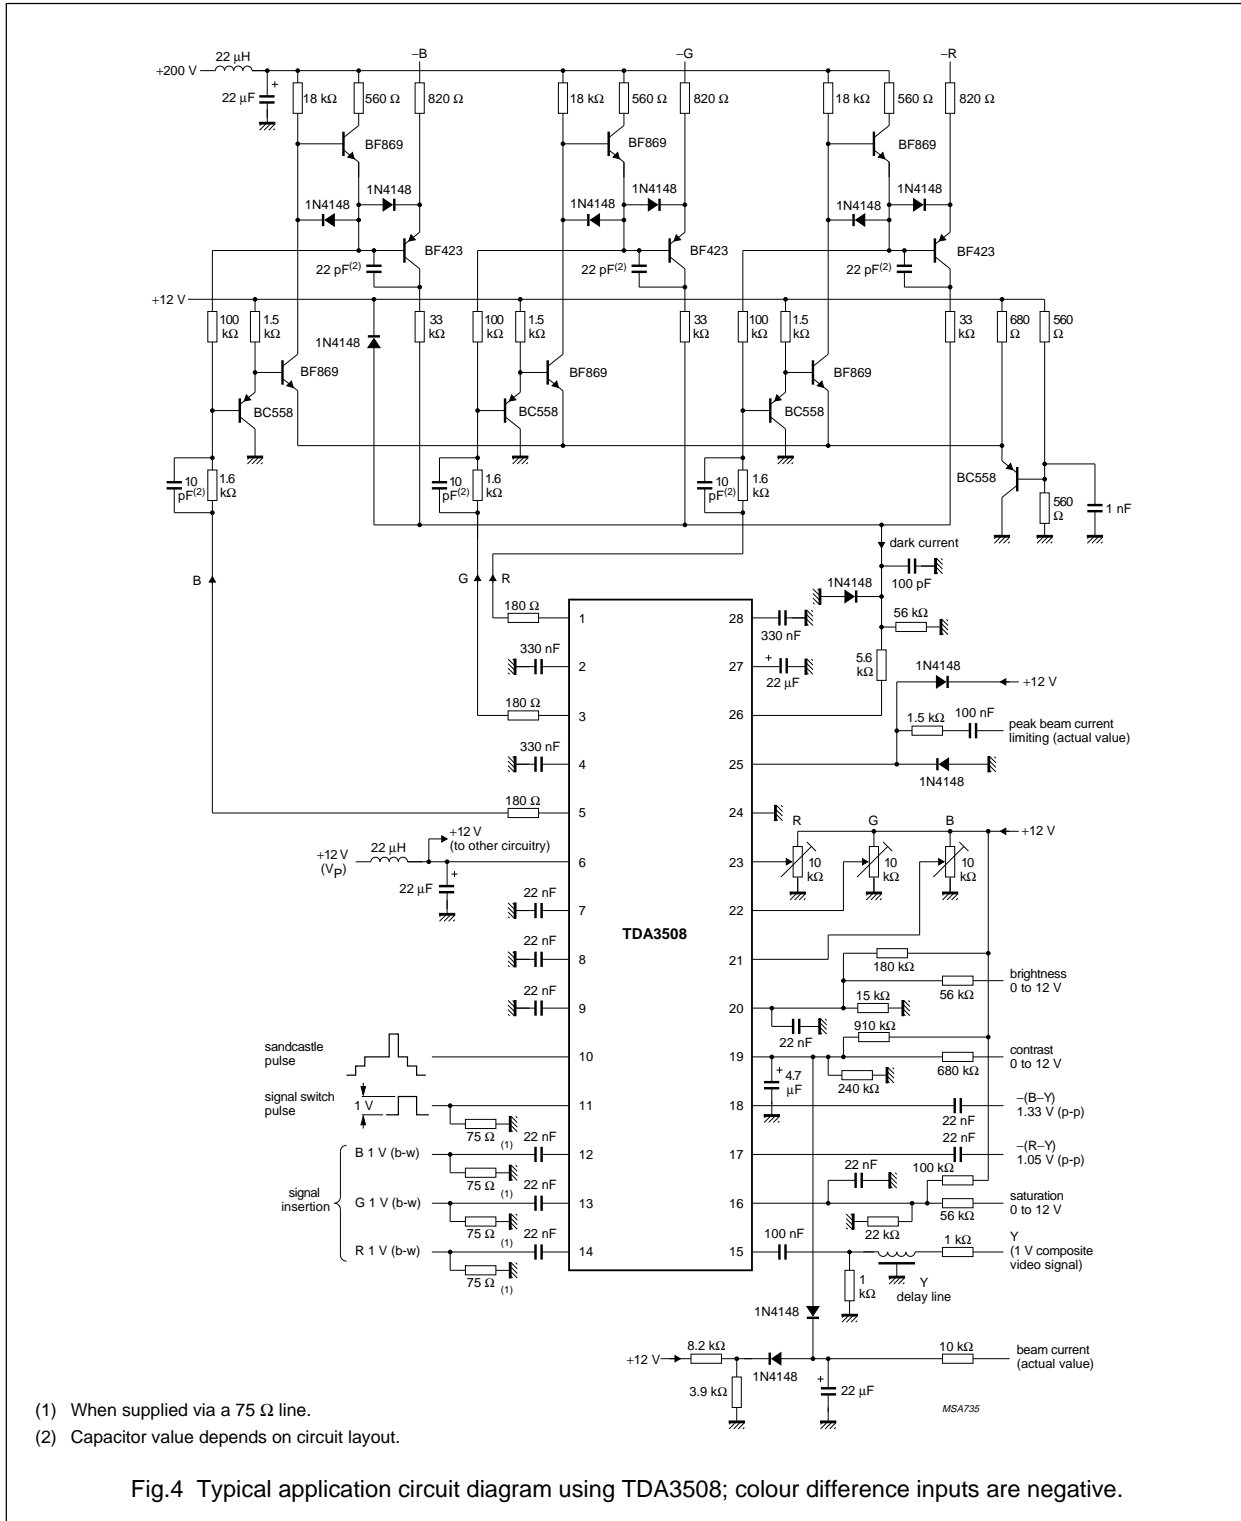 22 μH
–B
–G
–R
+200 V
22 μF
+
18 kΩ
560 Ω
820 Ω
18 kΩ
560 Ω
820 Ω
18 kΩ
560 Ω
820 Ω
BF869
BF869
BF869
1N4148
1N4148
1N4148
1N4148
1N4148
1N4148
BF423
BF423
BF423
22 pF(2)
22 pF(2)
22 pF(2)
+12 V
100 kΩ
1.5 kΩ
1N4148
33 kΩ
100 kΩ
1.5 kΩ
33 kΩ
100 kΩ
1.5 kΩ
33 kΩ
680 Ω
560 Ω
BF869
BF869
BF869
BC558
BC558
BC558
BC558
10 pF(2)
1.6 kΩ
10 pF(2)
1.6 kΩ
10 pF(2)
1.6 kΩ
560 Ω
1 nF
dark current
100 pF
1N4148
B
G
R
56 kΩ
5.6 kΩ
180 Ω
1
28
330 nF
330 nF
2
27
+
22 μF
1N4148
+12 V
180 Ω
3
26
1.5 kΩ
100 nF
peak beam current
limiting (actual value)
330 nF
4
25
1N4148
180 Ω
5
24
R
G
B
+12 V
+12 V
(to other circuitry)
+12 V
(VP)
22 μH
6
23
10 kΩ
10 kΩ
10 kΩ
22 μF
+
22 nF
7
22
TDA3508
22 nF
8
21
180 kΩ
brightness
0 to 12 V
56 kΩ
22 nF
9
20
15 kΩ
22 nF
910 kΩ
sandcastle
pulse
10
19
contrast
0 to 12 V
680 kΩ
+
4.7 μF
240 kΩ
signal switch
pulse
1 V
11
18
–(B–Y)
1.33 V (p-p)
22 nF
75 Ω (1)
22 nF
B 1 V (b-w)
12
17
22 nF
–(R–Y)
1.05 V (p-p)
75 Ω (1)
22 nF
signal
insertion
22 nF
100 kΩ
G 1 V (b-w)
13
16
saturation
0 to 12 V
56 kΩ
22 kΩ
75 Ω (1)
22 nF
R 1 V (b-w)
14
15
100 nF
1 kΩ
Y
(1 V composite
video signal)
75 Ω (1)
1 kΩ
Y
delay line
1N4148
8.2 kΩ
+12 V
1N4148
10 kΩ
beam current
(actual value)
3.9 kΩ
+
22 μF
MSA735
(1) When supplied via a 75 Ω line.
(2) Capacitor value depends on circuit layout.
Fig.4 Typical application circuit diagram using TDA3508; colour difference inputs are negative.